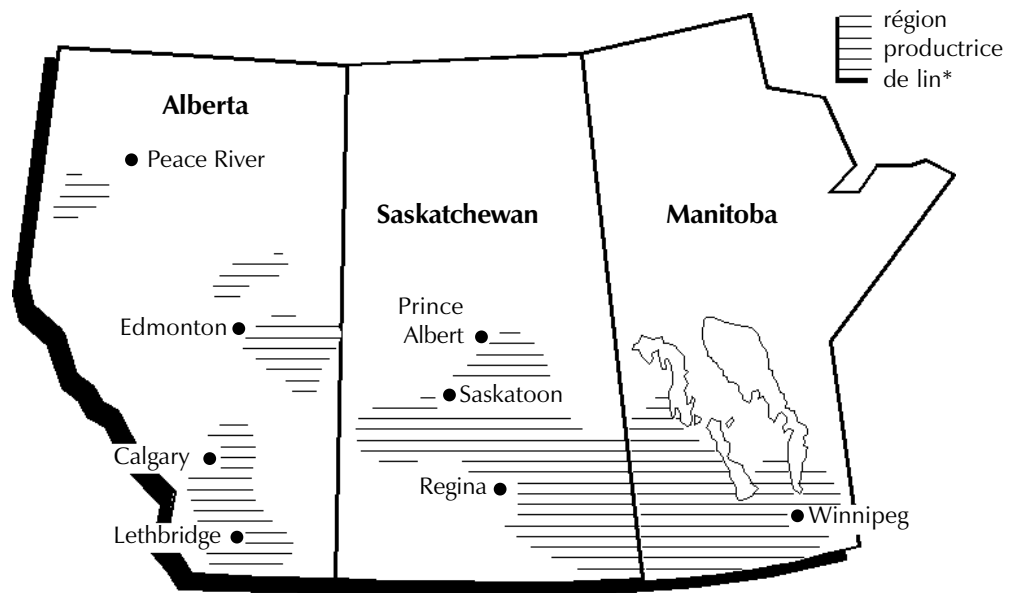 région
productrice
de lin*
Alberta
Peace River
Saskatchewan
Manitoba
Prince
Albert
Edmonton
Saskatoon
Calgary
Regina
Winnipeg
Lethbridge